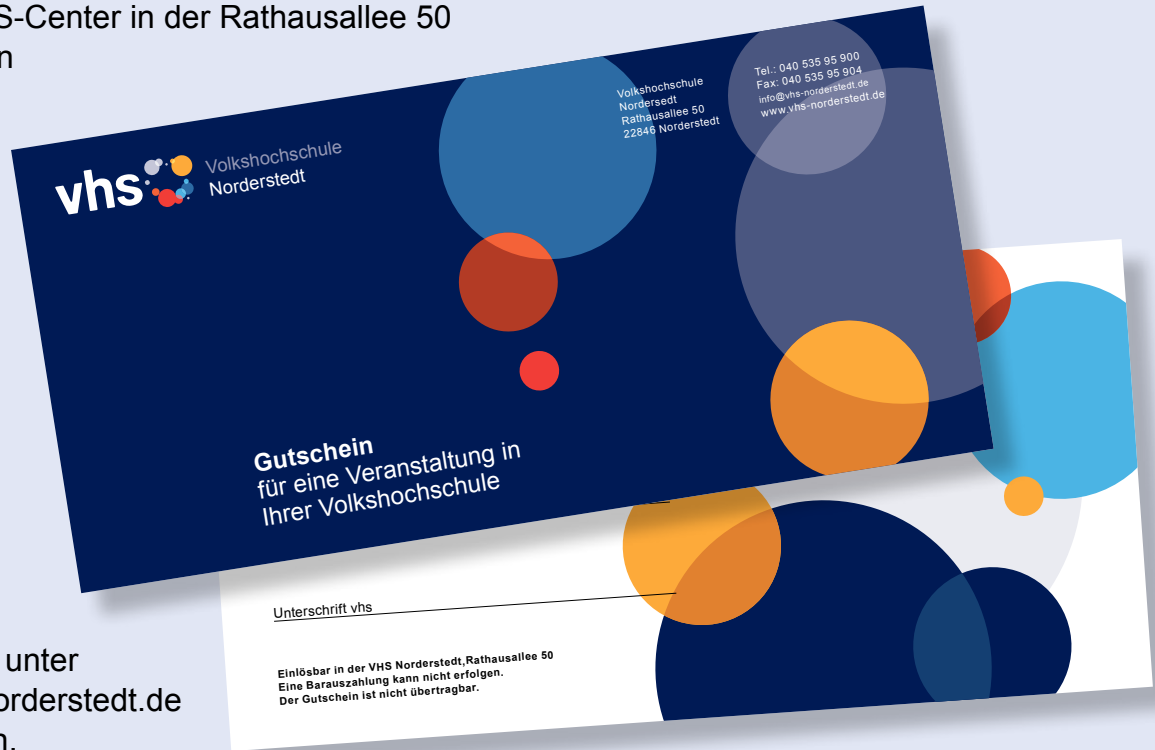 S-Center in der Rathausallee 50
n
Volkshochschule
Nordersedt
Rathausallee 50
22846 Norderstedt
Tel.: 040 535 95 900
Fax: 040 535 95 904
info@vhs-norderstedt.de
www.vhs-norderstedt.de
vhs
Volkshochschule
Norderstedt
Gutschein
für eine Veranstaltung in
Ihrer Volkshochschule
Unterschrift vhs
Einlösbar in der VHS Norderstedt,Rathausallee 50
Eine Barauszahlung kann nicht erfolgen.
Der Gutschein ist nicht übertragbar.
unter
orderstedt.de
n.